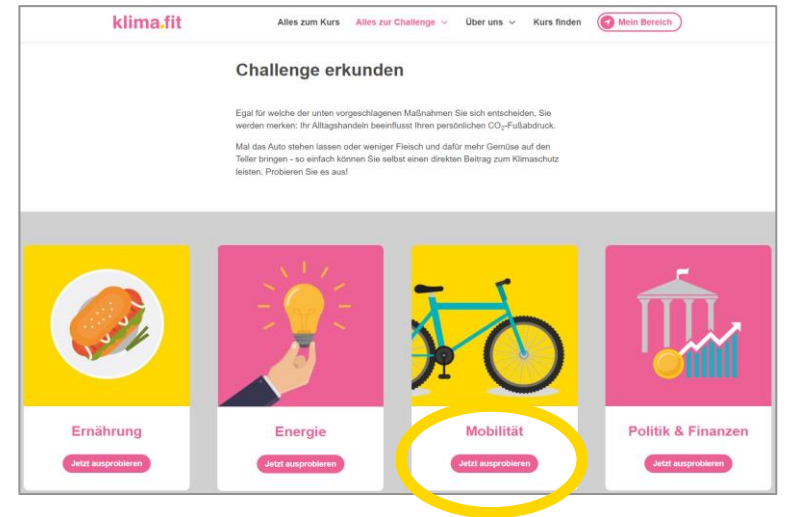 klima.fit
Alles zum Kurs Alles zur Challenge Über uns Kurs finden Mein Bereich
Challenge erkunden
Egal für welche der unten vorgeschlagenen Maßnahmen Sie sich entscheiden, Sie
werden merken: Ihr Alltagshandeln beeinflusst Ihren persönlichen CO₂-Fußabdruck.
Mal das Auto stehen lassen oder weniger Fleisch und dafür mehr Gemüse auf den
Teller bringen - so einfach können Sie selbst einen direkten Beitrag zum Klimaschutz
leisten. Probieren Sie es aus!
Ernährung Energie Mobilität Politik & Finanzen
Jetzt ausprobieren Jetzt ausprobieren Jetzt ausprobieren Jetzt ausprobieren